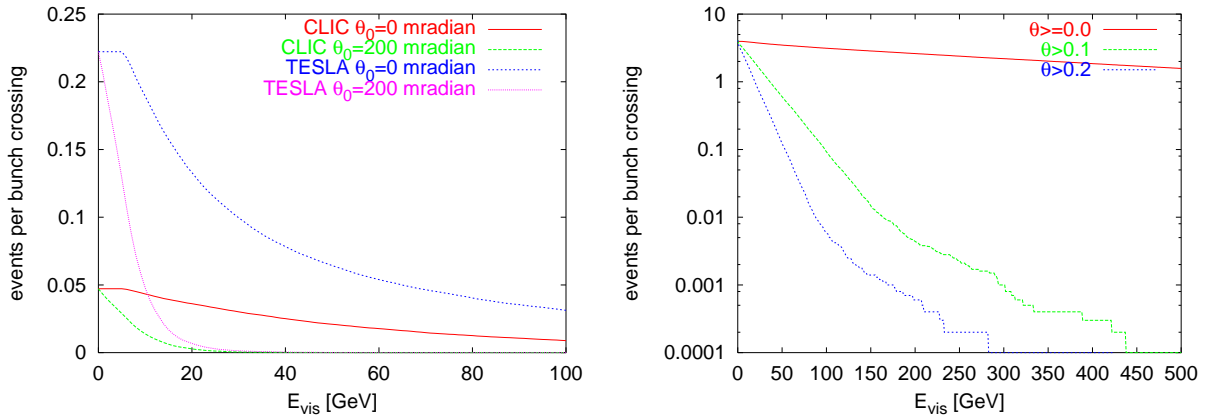 CLIC θ₀=0 mradian
CLIC θ₀=200 mradian
TESLA θ₀=0 mradian
TESLA θ₀=200 mradian
0.25
0.2
0.15
0.1
0.05
0
0 20 40 60 80 100
events per bunch crossing
E_vis [GeV]
θ>=0.0
θ>0.1
θ>0.2
10
1
0.1
0.01
0.001
0.0001
0 50 100 150 200 250 300 350 400 450 500
events per bunch crossing
E_vis [GeV]